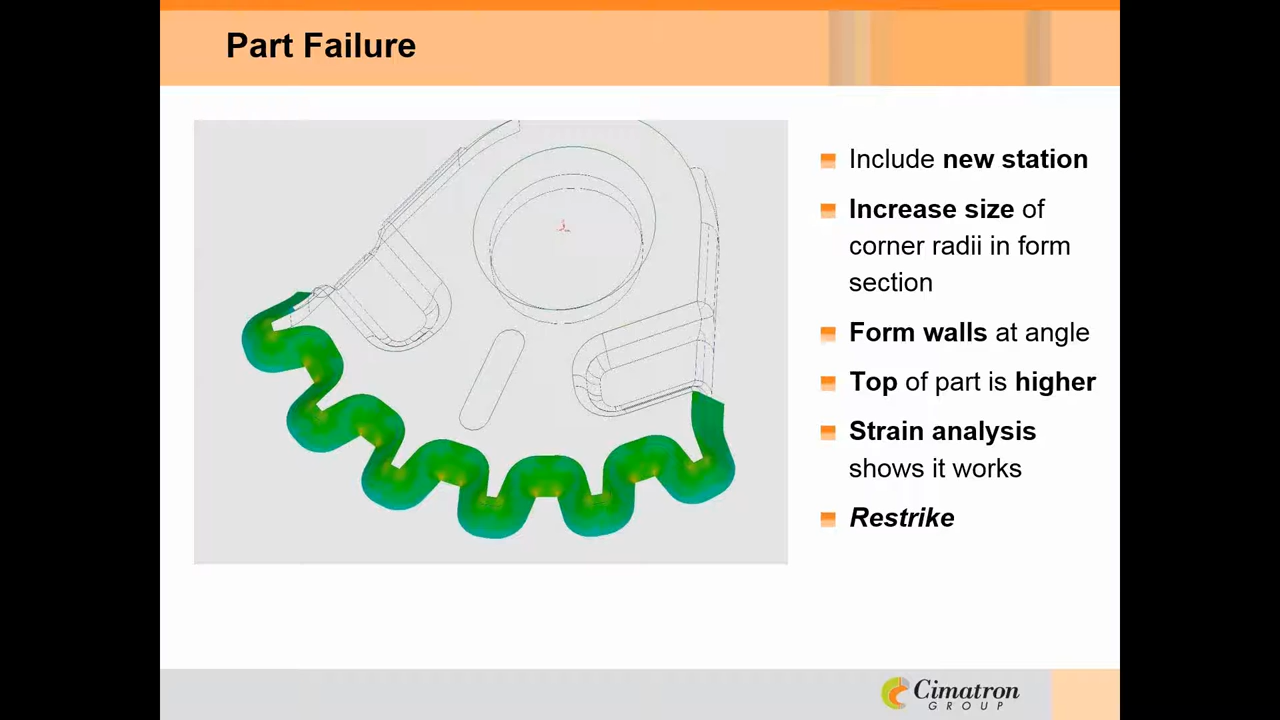 Part Failure
Include new station
Increase size of
corner radii in form
section
Form walls at angle
Top of part is higher
Strain analysis
shows it works
Restrike
Cimatron
GROUP